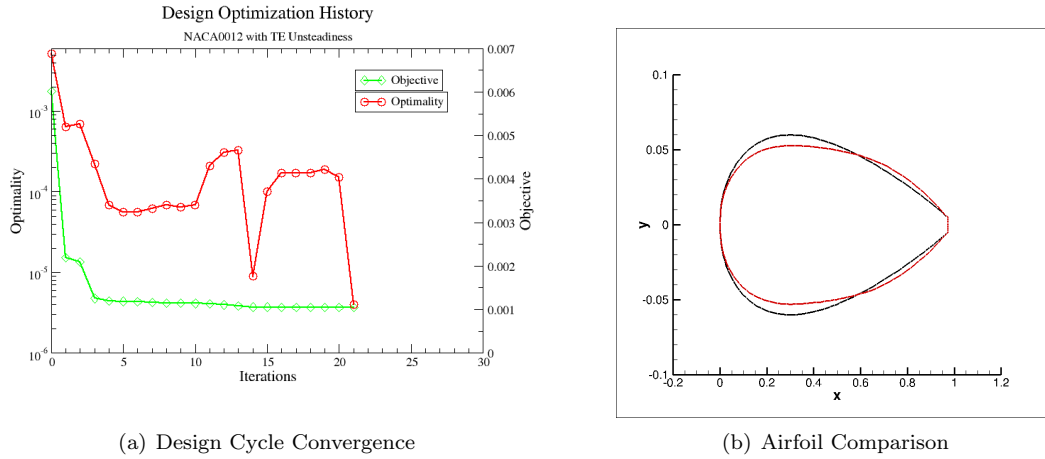 Design Optimization History
NACA0012 with TE Unsteadiness
Objective
Optimality
10^-3
10^-4
10^-5
10^-6
Optimality
0.007
0.006
0.005
0.004
0.003
0.002
0.001
0
Objective
0 5 10 15 20 25 30
Iterations
(a) Design Cycle Convergence
0.1
0.05
0
-0.05
-0.1
y
-0.2 0 0.2 0.4 0.6 0.8 1 1.2
x
(b) Airfoil Comparison